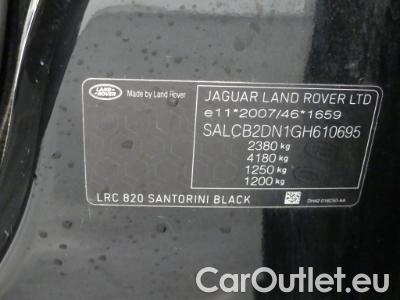 LAND ROVER
Made by Land Rover
JAGUAR LAND ROVER LTD
e11*2007/46*1659
SALCB2DN1GH610695
2380 kg
4180 kg
1250 kg
1200 kg
LRC 820 SANTORINI BLACK
CarOutlet.eu